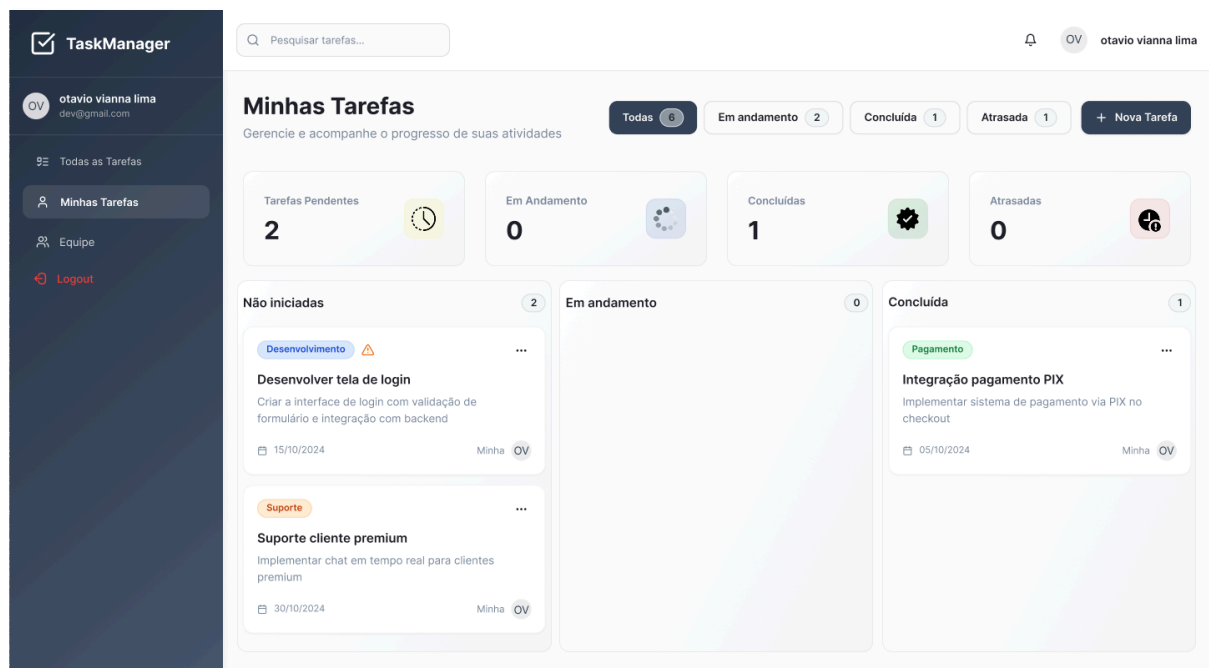 TaskManager
OV
otavio vianna lima
dev@gmail.com
Todas as Tarefas
Minhas Tarefas
Equipe
Logout
Pesquisar tarefas...
OV
otavio vianna lima
Minhas Tarefas
Gerencie e acompanhe o progresso de suas atividades
Todas 6
Em andamento 2
Concluída 1
Atrasada 1
+ Nova Tarefa
Tarefas Pendentes
2
Em Andamento
0
Concluídas
1
Atrasadas
0
Não iniciadas 2
Desenvolvimento
Desenvolver tela de login
Criar a interface de login com validação de
formulário e integração com backend
15/10/2024 Minha OV
Suporte
Suporte cliente premium
Implementar chat em tempo real para clientes
premium
30/10/2024 Minha OV
Em andamento 0
Concluída 1
Pagamento
Integração pagamento PIX
Implementar sistema de pagamento via PIX no
checkout
05/10/2024 Minha OV